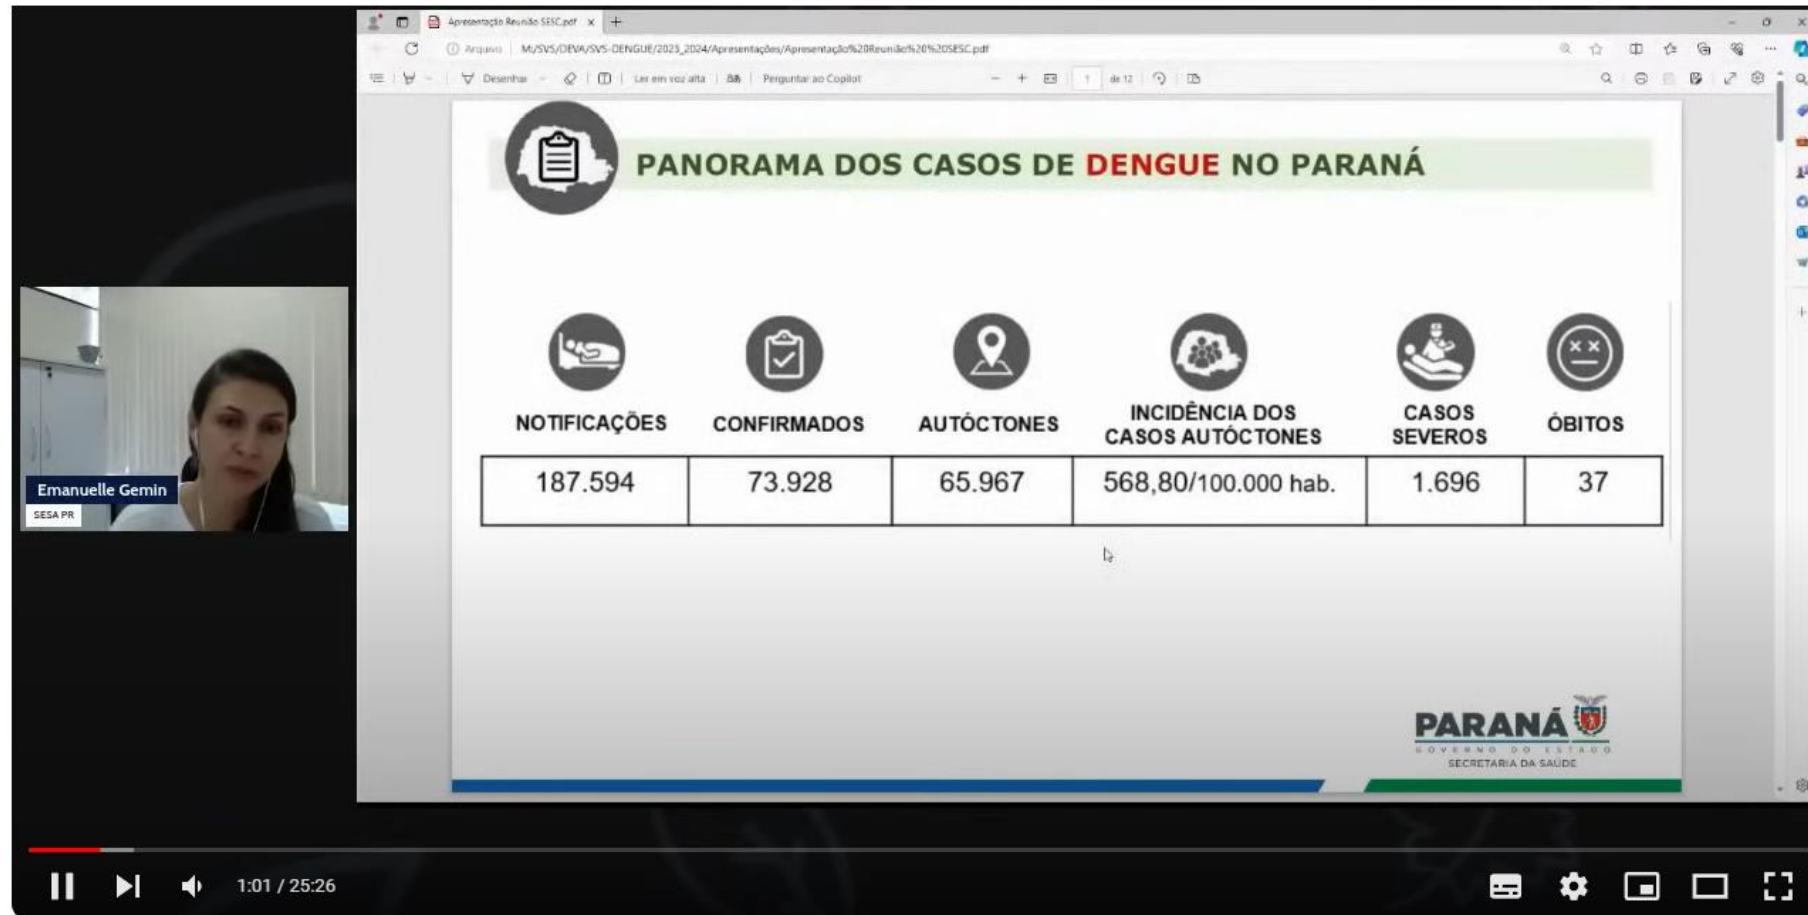 Apresentação Reunião SESC.pdf
Arquivo M:/SVS/DEVA/SVS-DENGUE/2023_2024/Apresentações/Apresentação%20Reunião%20%20SESC.pdf
Desenhar Ler em voz alta Perguntar ao Copilot 1 de 12
PANORAMA DOS CASOS DE DENGUE NO PARANÁ
NOTIFICAÇÕES
CONFIRMADOS
AUTÓCTONES
INCIDÊNCIA DOS
CASOS AUTÓCTONES
CASOS
SEVEROS
ÓBITOS
187.594 73.928 65.967 568,80/100.000 hab. 1.696 37
Emanuelle Gemin
SESA PR
PARANÁ
GOVERNO DO ESTADO
SECRETARIA DA SAÚDE
1:01 / 25:26